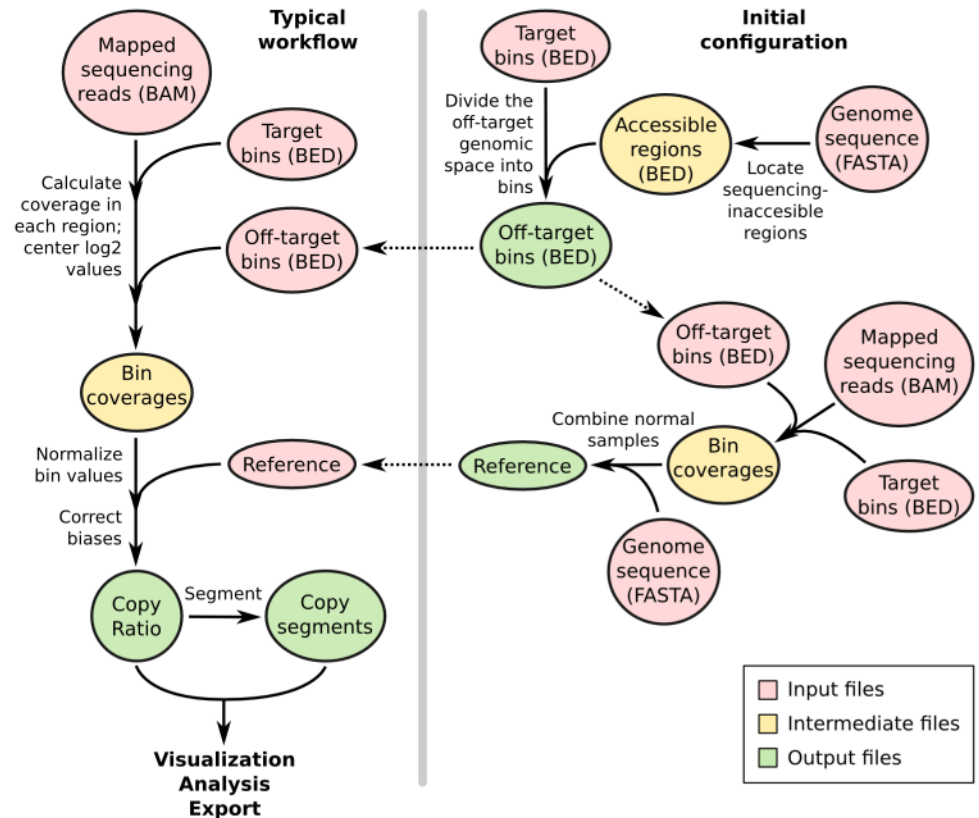 Typical
workflow
Mapped
sequencing
reads (BAM)
Target
bins (BED)
Calculate
coverage in
each region;
center log2
values
Off-target
bins (BED)
Bin
coverages
Normalize
bin values
Reference
Correct
biases
Copy
Ratio
Segment
Copy
segments
Visualization
Analysis
Export
Initial
configuration
Target
bins (BED)
Divide the
off-target
genomic
space into
bins
Accessible
regions
(BED)
Genome
sequence
(FASTA)
Locate
sequencing-
inaccesible
regions
Off-target
bins (BED)
Off-target
bins (BED)
Mapped
sequencing
reads (BAM)
Combine normal
samples
Reference
Bin
coverages
Target
bins (BED)
Genome
sequence
(FASTA)
Input files
Intermediate files
Output files